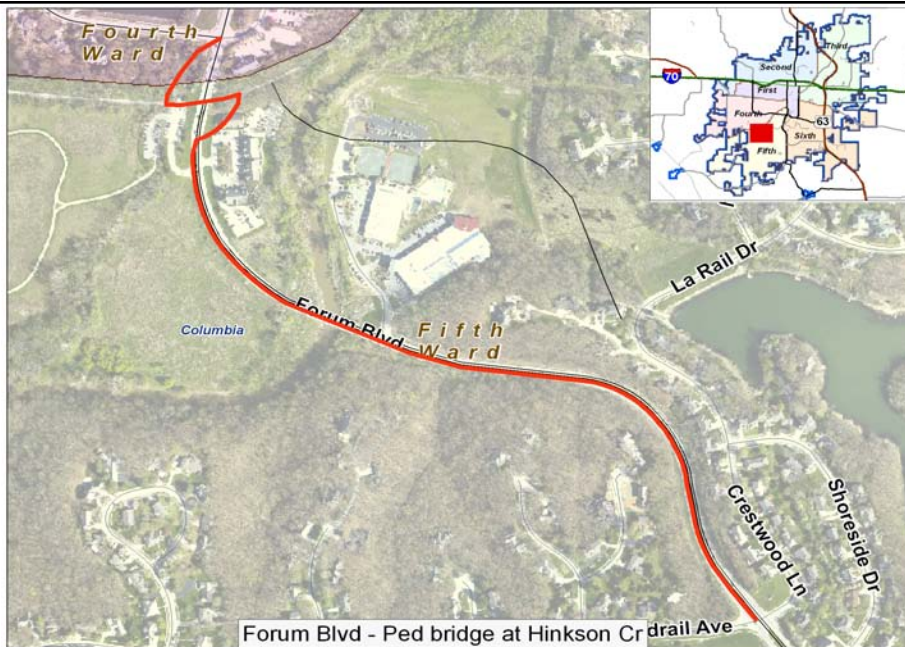 Fourth
Ward
Third
Second
70
First
Fourth
63
Sixth
Fifth
La Rail Dr
Forum Blvd
Fifth
Ward
Columbia
Crestwood Ln
Shoreside Dr
drail Ave
Forum Blvd - Ped bridge at Hinkson Cr